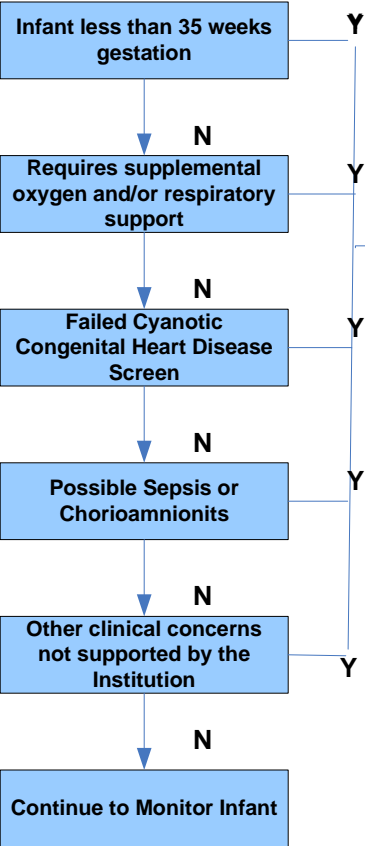 Infant less than 35 weeks
gestation
Y
N
Requires supplemental
oxygen and/or respiratory
support
Y
N
Failed Cyanotic
Congenital Heart Disease
Screen
Y
N
Possible Sepsis or
Chorioamnionits
Y
N
Other clinical concerns
not supported by the
Institution
Y
N
Continue to Monitor Infant